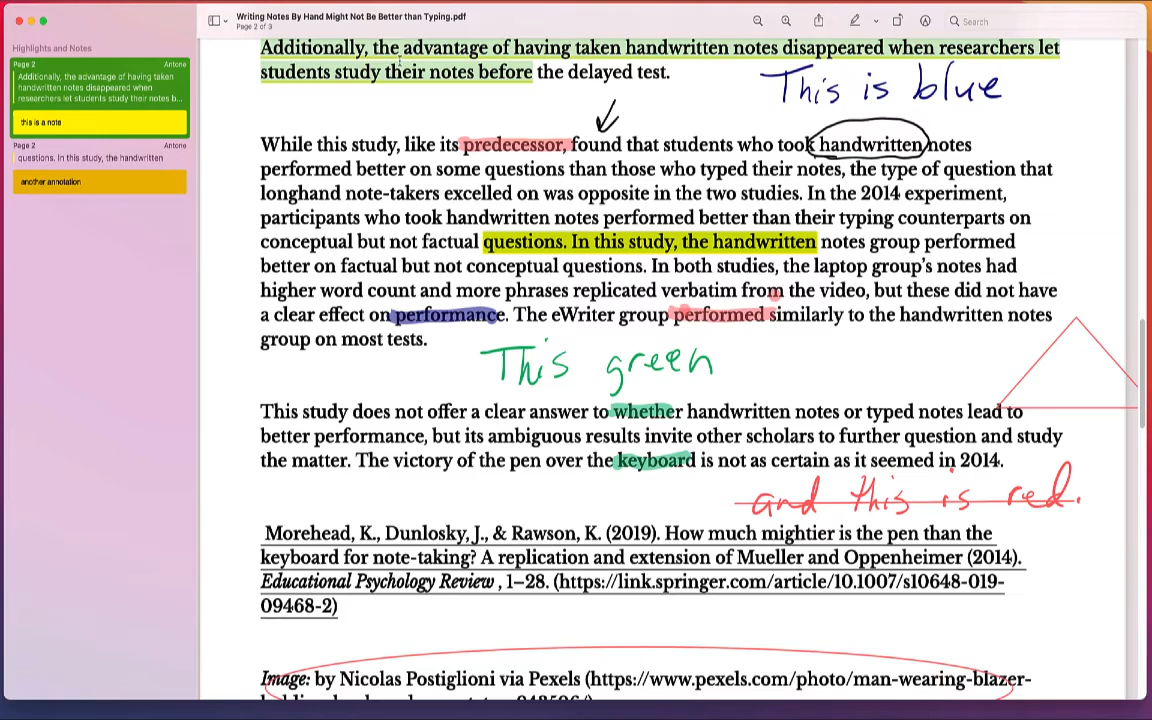 Writing Notes By Hand Might Not Be Better than Typing.pdf
Page 2 of 3
Search
Highlights and Notes
Page 2 Antone
Additionally, the advantage of having taken
handwritten notes disappeared when
researchers let students study their notes b...
this is a note
Page 2 Antone
questions. In this study, the handwritten
another annotation
Additionally, the advantage of having taken handwritten notes disappeared when researchers let
students study their notes before the delayed test.
This is blue
While this study, like its predecessor, found that students who took handwritten notes
performed better on some questions than those who typed their notes, the type of question that
longhand note-takers excelled on was opposite in the two studies. In the 2014 experiment,
participants who took handwritten notes performed better than their typing counterparts on
conceptual but not factual questions. In this study, the handwritten notes group performed
better on factual but not conceptual questions. In both studies, the laptop group's notes had
higher word count and more phrases replicated verbatim from the video, but these did not have
a clear effect on performance. The eWriter group performed similarly to the handwritten notes
group on most tests.
This green
This study does not offer a clear answer to whether handwritten notes or typed notes lead to
better performance, but its ambiguous results invite other scholars to further question and study
the matter. The victory of the pen over the keyboard is not as certain as it seemed in 2014.
and this is red.
Morehead, K., Dunlosky, J., & Rawson, K. (2019). How much mightier is the pen than the
keyboard for note-taking? A replication and extension of Mueller and Oppenheimer (2014).
Educational Psychology Review , 1–28. (https://link.springer.com/article/10.1007/s10648-019-
09468-2)
Image: by Nicolas Postiglioni via Pexels (https://www.pexels.com/photo/man-wearing-blazer-